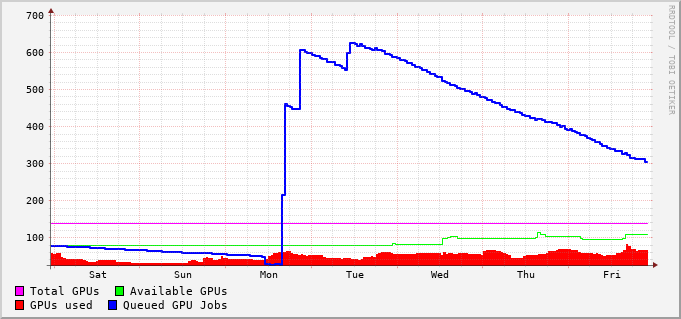 700
600
500
400
300
200
100
Sat Sun Mon Tue Wed Thu Fri
RRDTOOL / TOBI OETIKER
Total GPUs Available GPUs
GPUs used Queued GPU Jobs